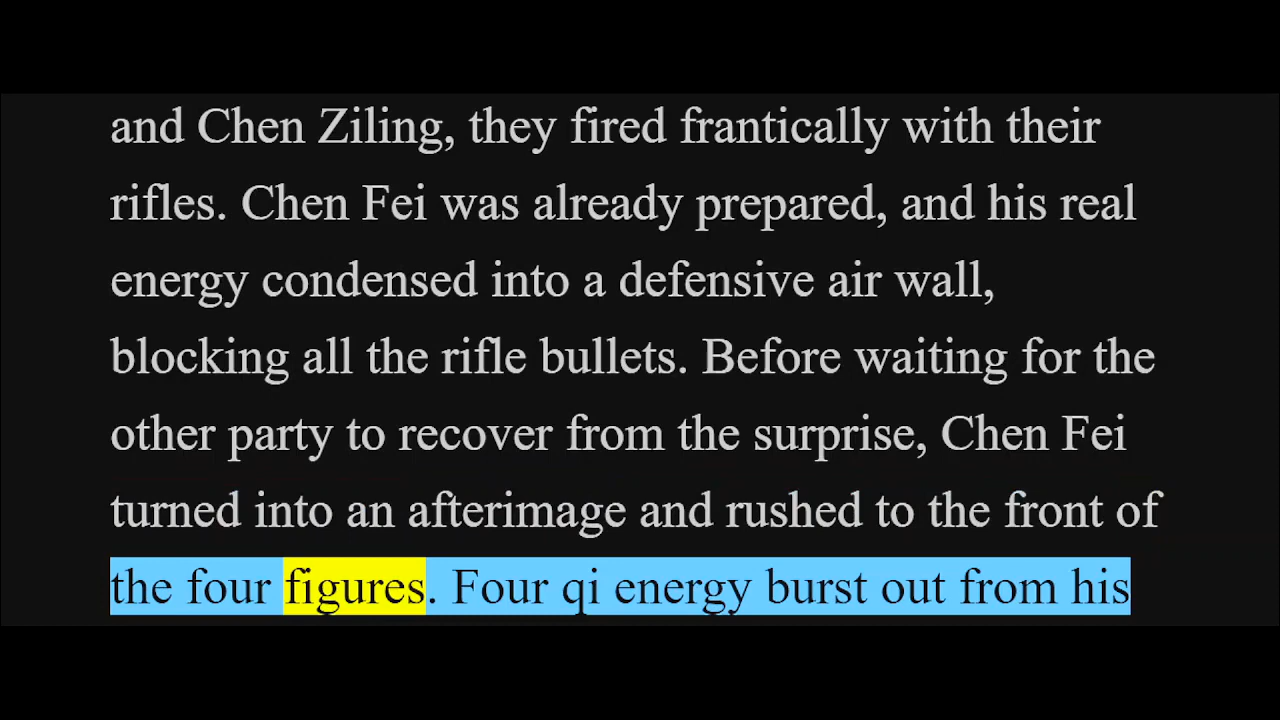 and Chen Ziling, they fired frantically with their
rifles. Chen Fei was already prepared, and his real
energy condensed into a defensive air wall,
blocking all the rifle bullets. Before waiting for the
other party to recover from the surprise, Chen Fei
turned into an afterimage and rushed to the front of
the four figures. Four qi energy burst out from his